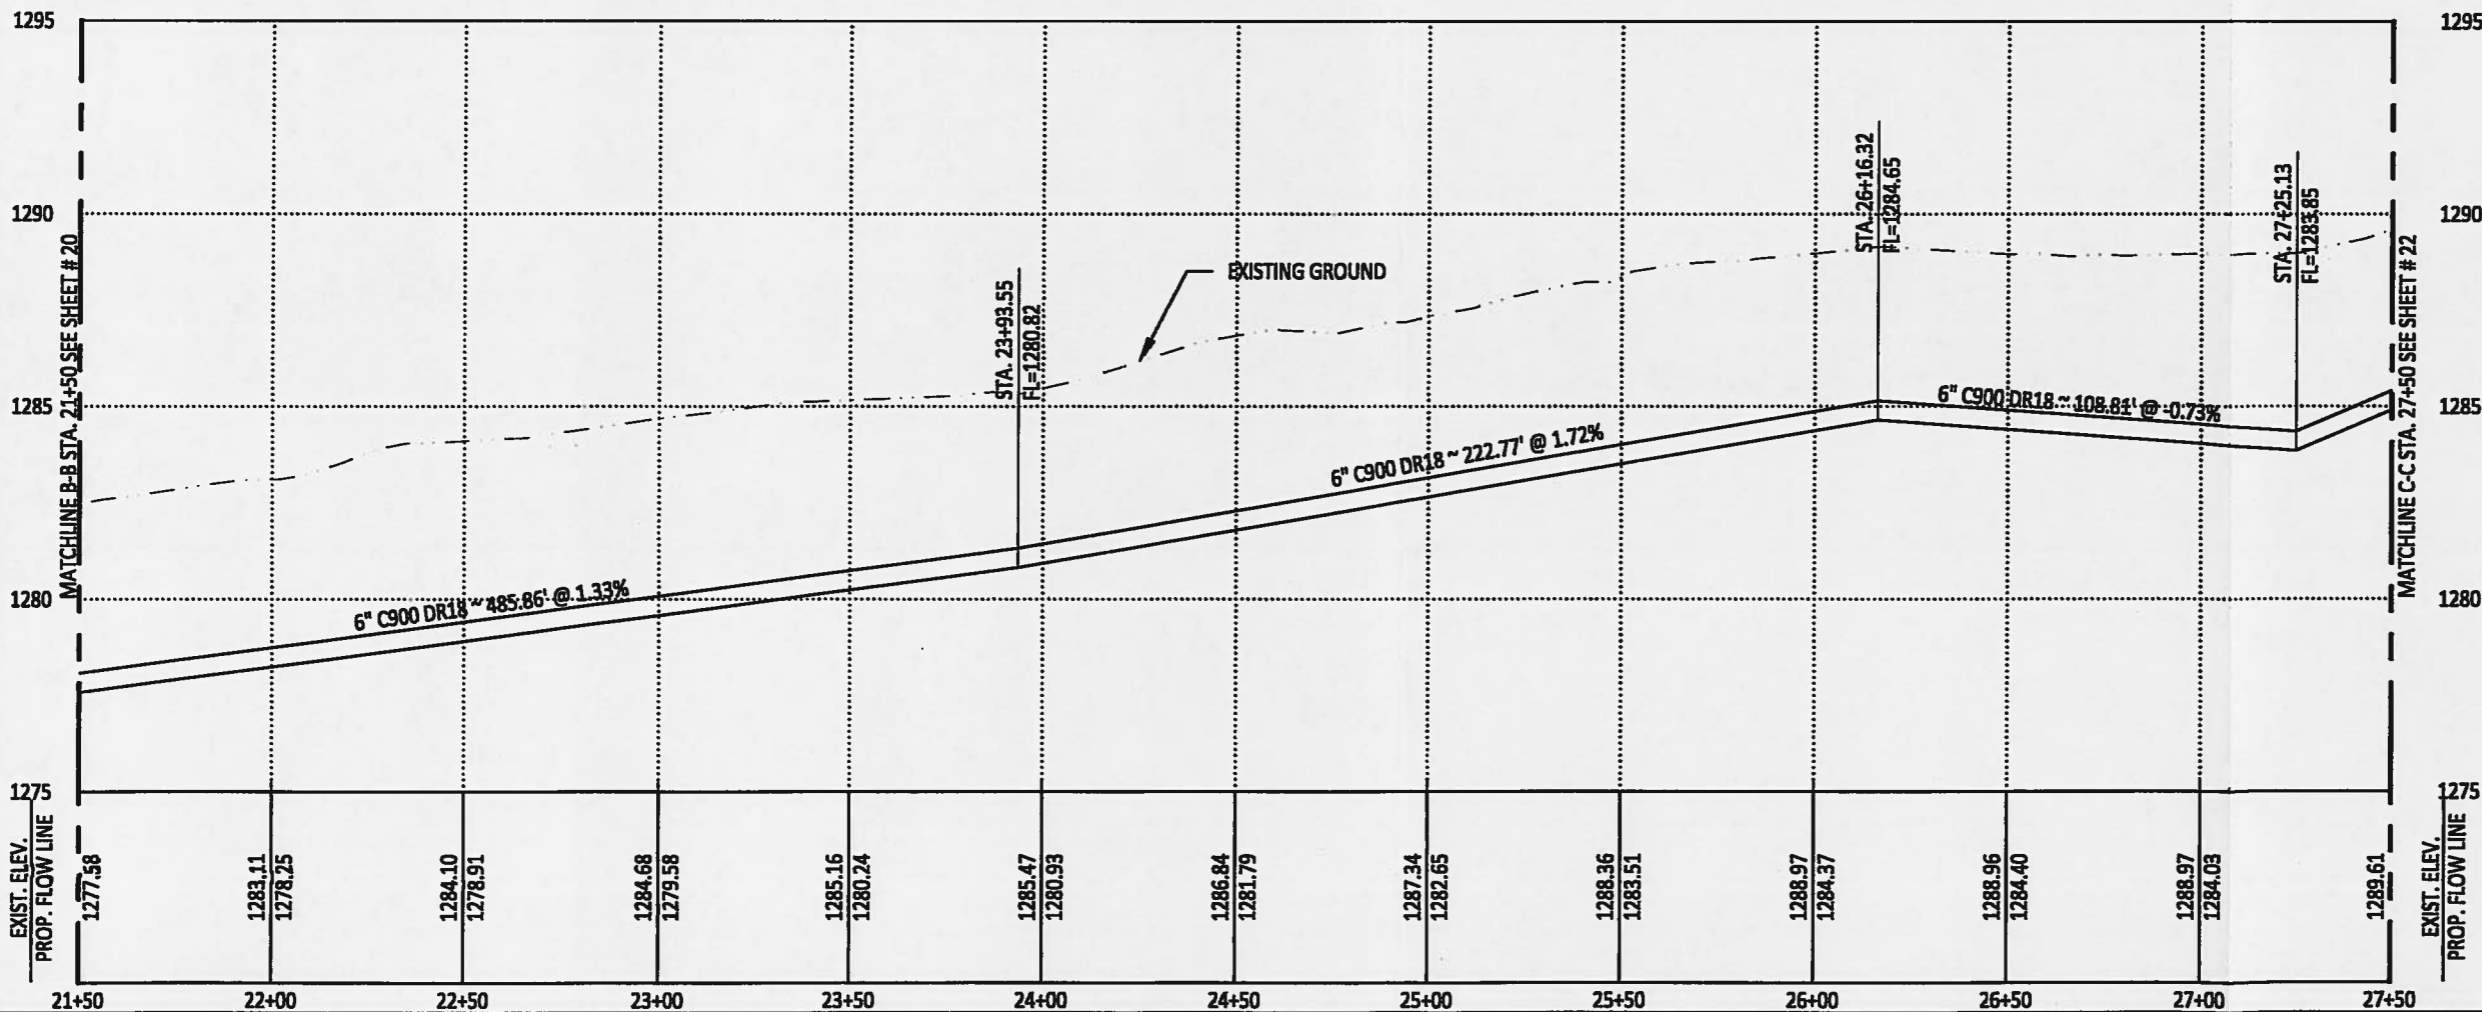 1295
1295
1290
1290
1285
1285
1280
1280
1275
1275
MATCHLINE B-B STA. 21+50 SEE SHEET # 20
EXISTING GROUND
STA. 23+93.55
FL=1280.82
STA. 26+16.32
FL=1284.65
STA. 27+25.13
FL=1283.85
MATCHLINE C-C STA. 27+50 SEE SHEET # 22
6" C900 DR18 ~ 485.86' @ 1.33%
6" C900 DR18 ~ 222.77' @ 1.72%
6" C900 DR18 ~ 108.81' @ -0.73%
EXIST. ELEV.
PROP. FLOW LINE
1277.58
1283.11
1278.25
1284.10
1278.91
1284.68
1279.58
1285.16
1280.24
1285.47
1280.93
1286.84
1281.79
1287.34
1282.65
1288.36
1283.51
1288.97
1284.37
1288.96
1284.40
1288.97
1284.03
1289.61
EXIST. ELEV.
PROP. FLOW LINE
21+50
22+00
22+50
23+00
23+50
24+00
24+50
25+00
25+50
26+00
26+50
27+00
27+50